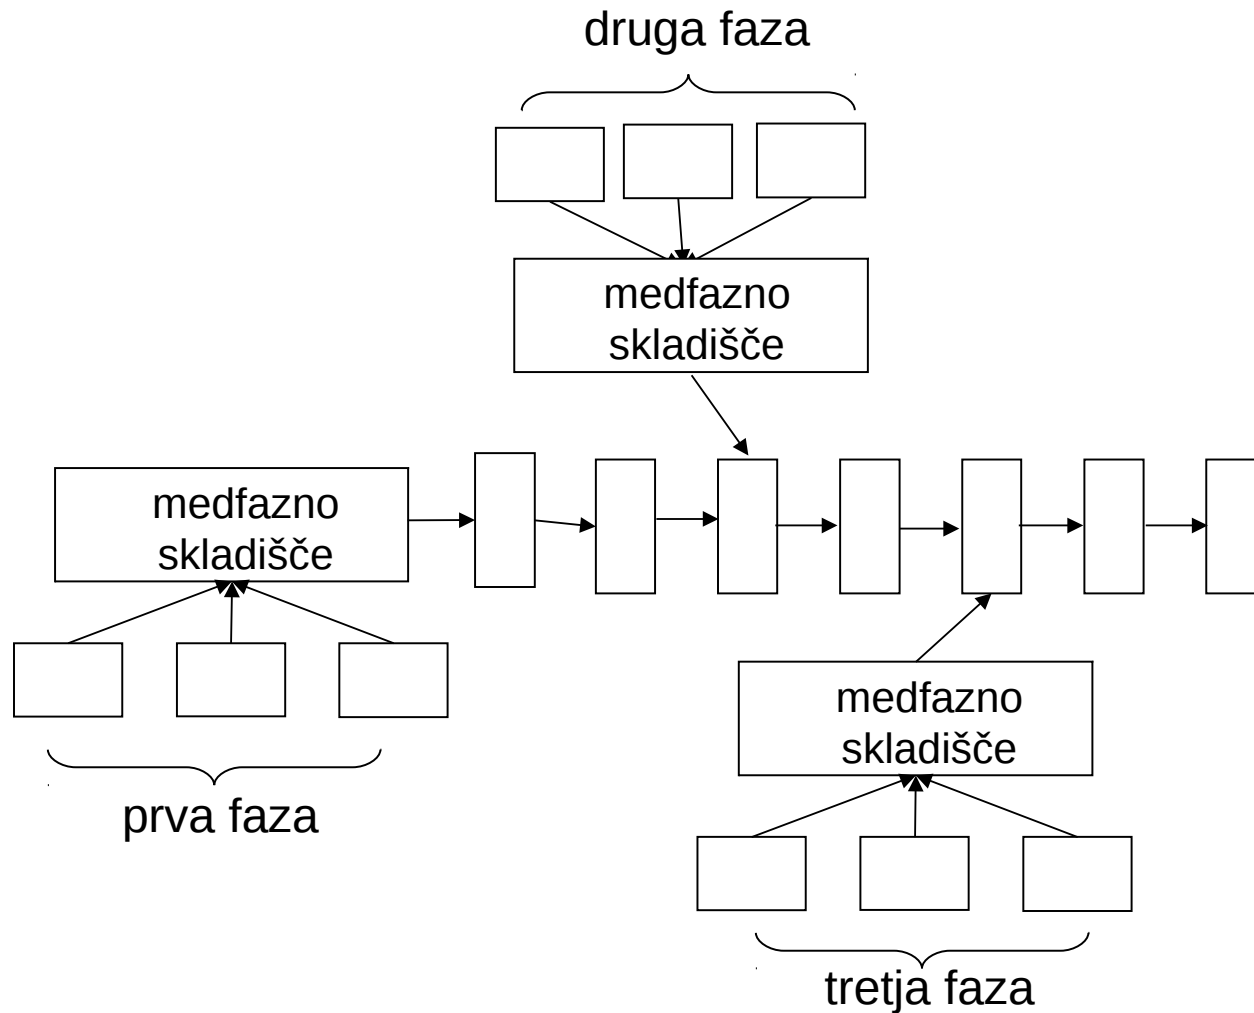 druga faza
medfazno
skladišče
medfazno
skladišče
prva faza
medfazno
skladišče
tretja faza